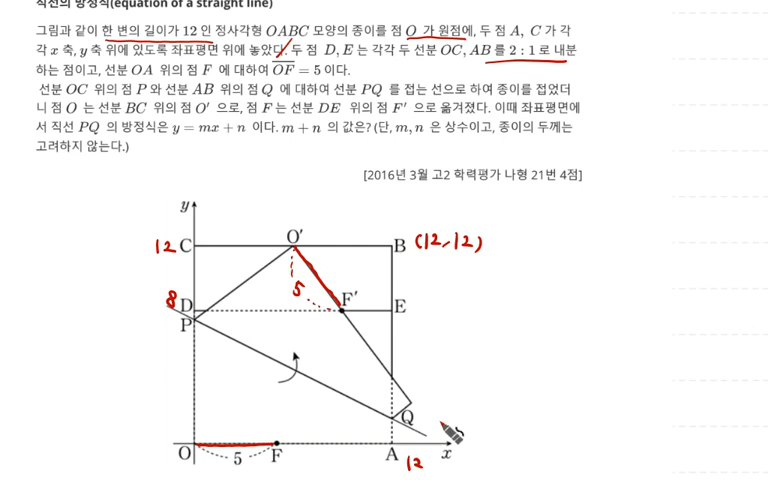 직선의 방정식(equation of a straight line)
그림과 같이 한 변의 길이가 12 인 정사각형 OABC 모양의 종이를 점 O 가 원점에, 두 점 A, C 가 각
각 x 축, y 축 위에 있도록 좌표평면 위에 놓았다. 두 점 D, E 는 각각 두 선분 OC, AB 를 2 : 1 로 내분
하는 점이고, 선분 OA 위의 점 F 에 대하여 OF = 5 이다.
선분 OC 위의 점 P 와 선분 AB 위의 점 Q 에 대하여 선분 PQ 를 접는 선으로 하여 종이를 접었더
니 점 O 는 선분 BC 위의 점 O′ 으로, 점 F 는 선분 DE 위의 점 F′ 으로 옮겨졌다. 이때 좌표평면에
서 직선 PQ 의 방정식은 y = mx + n 이다. m + n 의 값은? (단, m, n 은 상수이고, 종이의 두께는
고려하지 않는다.)
[2016년 3월 고2 학력평가 나형 21번 4점]
y
O′
12 C B (12, 12)
5
8 D F′ E
P
Q
O 5 F A 12 x